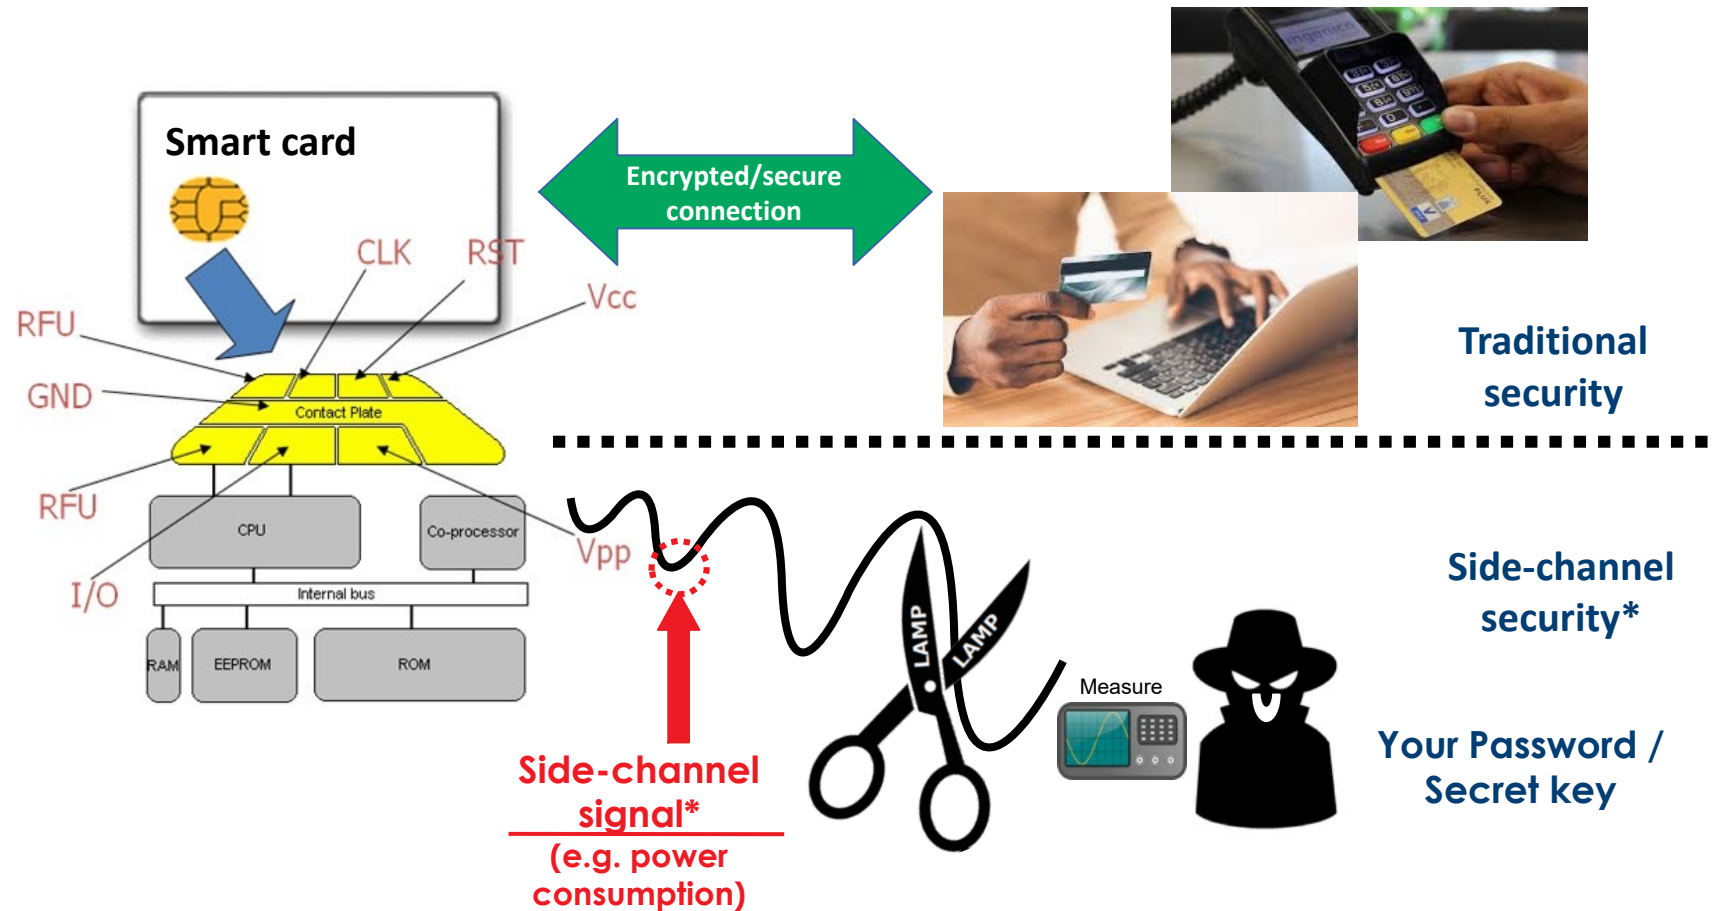 Smart card
CLK
RST
Vcc
RFU
GND
Contact Plate
RFU
I/O
Vpp
CPU
Co-processor
Internal bus
RAM
EEPROM
ROM
Encrypted/secure
connection
ingenico
Traditional
security
Side-channel
security*
LAMP
LAMP
Measure
Your Password /
Secret key
Side-channel
signal*
(e.g. power
consumption)